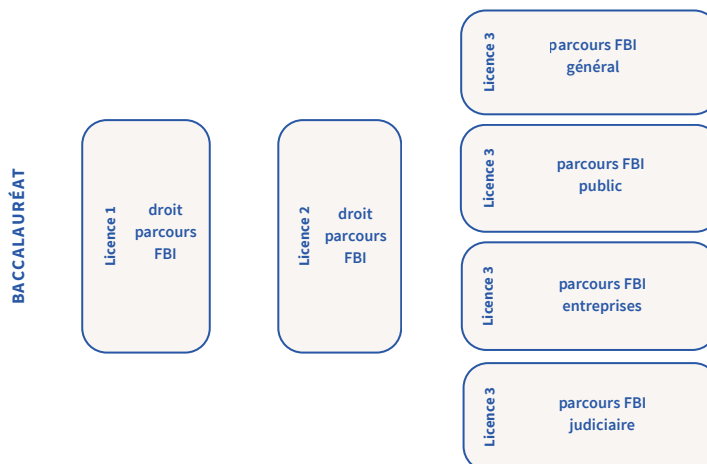 BACCALAURÉAT
Licence 1
droit
parcours
FBI
Licence 2
droit
parcours
FBI
Licence 3
parcours FBI
général
Licence 3
parcours FBI
public
Licence 3
parcours FBI
entreprises
Licence 3
parcours FBI
judiciaire